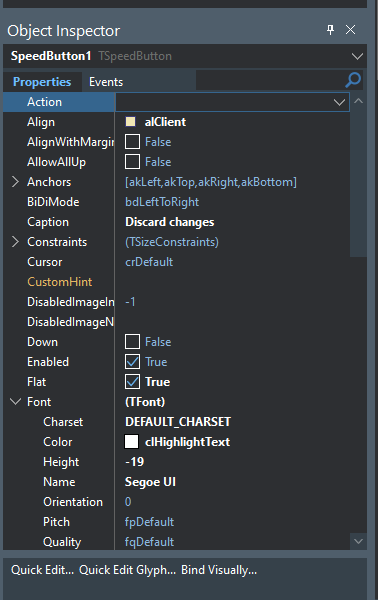 Object Inspector
SpeedButton1 TSpeedButton
Properties Events
Action
Align alClient
AlignWithMargin False
AllowAllUp False
Anchors [akLeft,akTop,akRight,akBottom]
BiDiMode bdLeftToRight
Caption Discard changes
Constraints (TSizeConstraints)
Cursor crDefault
CustomHint
DisabledImageIn -1
DisabledImageN
Down False
Enabled True
Flat True
Font (TFont)
Charset DEFAULT_CHARSET
Color clHighlightText
Height -19
Name Segoe UI
Orientation 0
Pitch fpDefault
Quality fqDefault
Quick Edit... Quick Edit Glyph... Bind Visually...